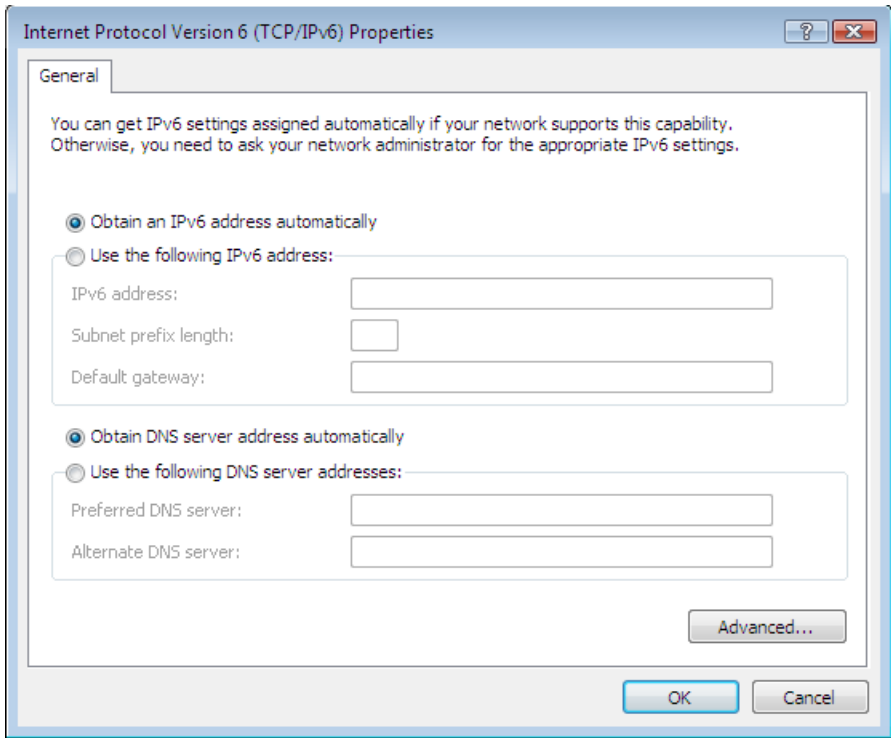 Internet Protocol Version 6 (TCP/IPv6) Properties
?
General
You can get IPv6 settings assigned automatically if your network supports this capability.
Otherwise, you need to ask your network administrator for the appropriate IPv6 settings.
Obtain an IPv6 address automatically
Use the following IPv6 address:
IPv6 address:
Subnet prefix length:
Default gateway:
Obtain DNS server address automatically
Use the following DNS server addresses:
Preferred DNS server:
Alternate DNS server:
Advanced...
OK Cancel